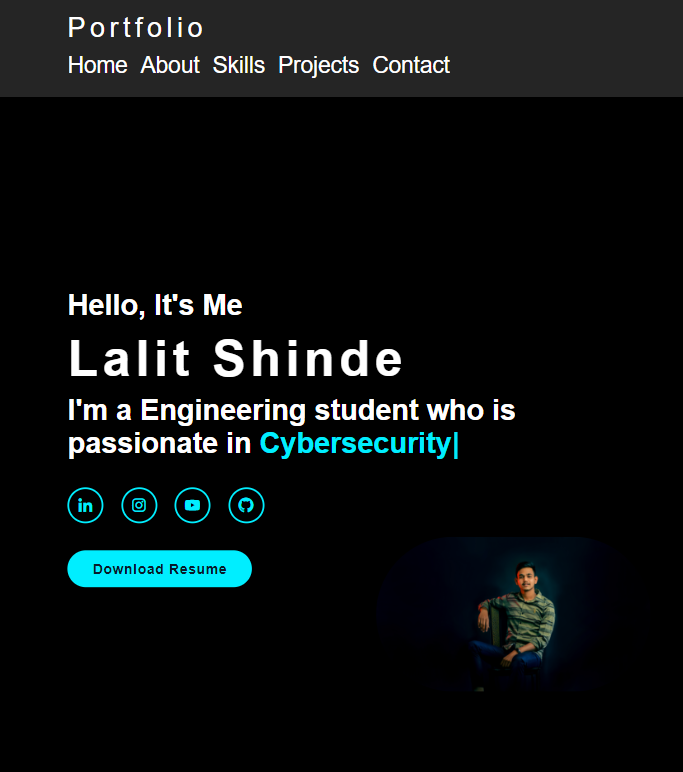 Portfolio
Home About Skills Projects Contact
Hello, It's Me
Lalit Shinde
I'm a Engineering student who is
passionate in Cybersecurity|
in
Download Resume